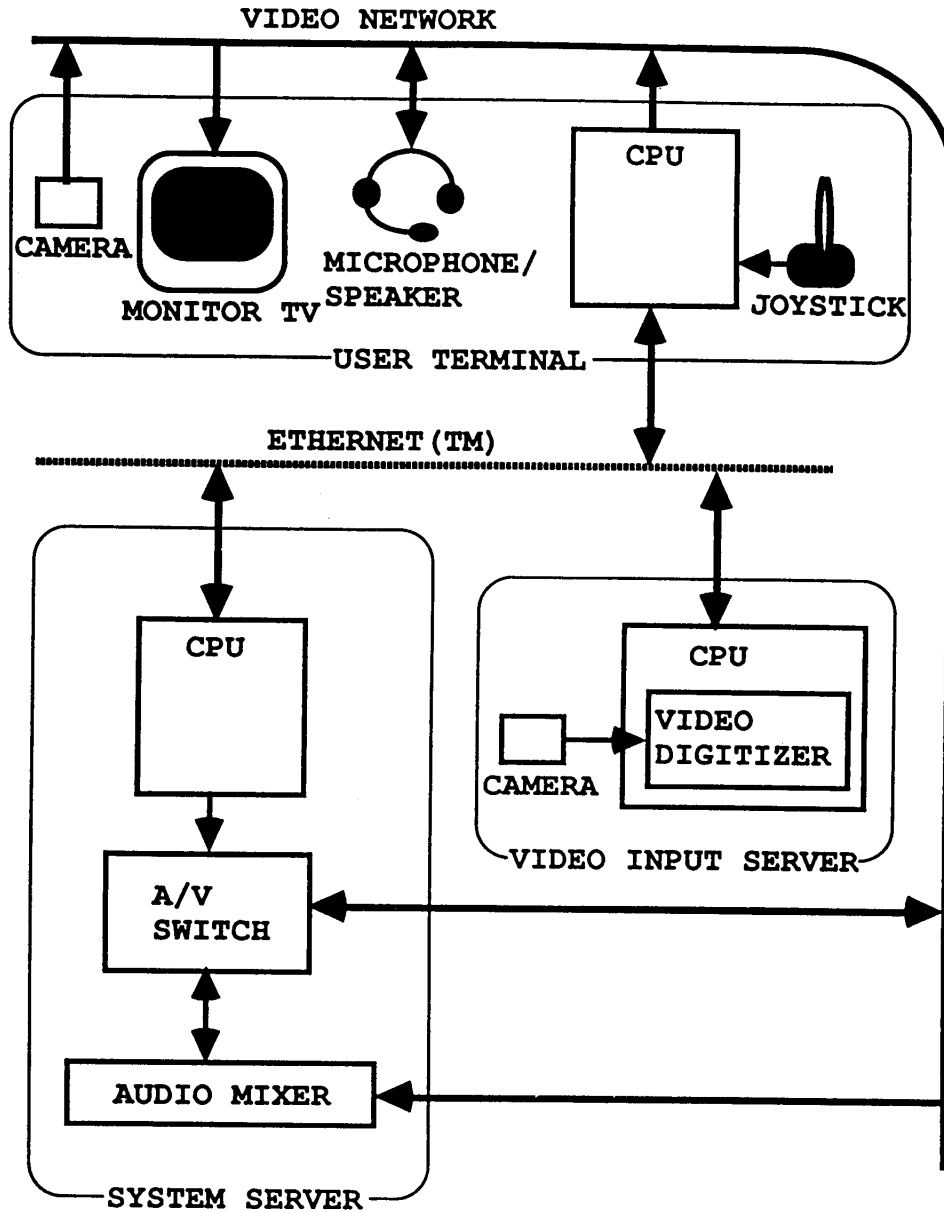 VIDEO NETWORK
CPU
CAMERA
MICROPHONE/
SPEAKER
MONITOR TV
JOYSTICK
USER TERMINAL
ETHERNET(TM)
CPU
CPU
VIDEO
DIGITIZER
CAMERA
VIDEO INPUT SERVER
A/V
SWITCH
AUDIO MIXER
SYSTEM SERVER